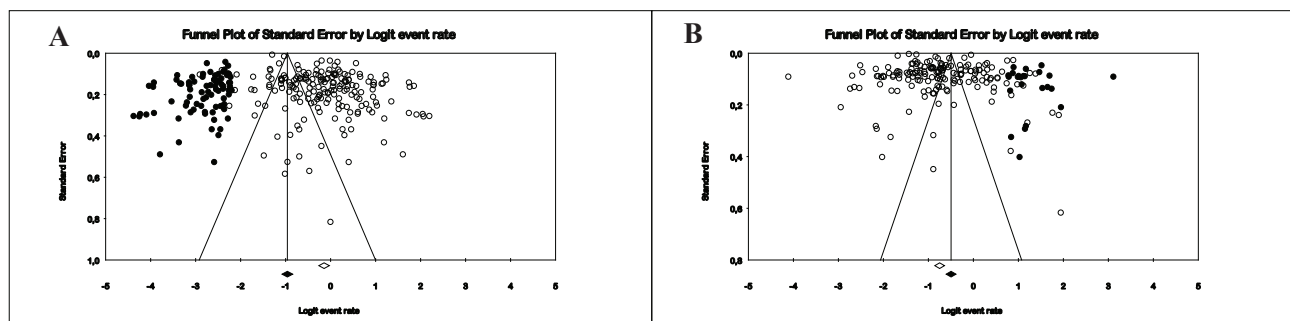 A
Funnel Plot of Standard Error by Logit event rate
0,0
0,2
0,4
0,6
0,8
1,0
Standard Error
-5 -4 -3 -2 -1 0 1 2 3 4 5
Logit event rate
B
Funnel Plot of Standard Error by Logit event rate
0,0
0,2
0,4
0,6
0,8
Standard Error
-5 -4 -3 -2 -1 0 1 2 3 4 5
Logit event rate